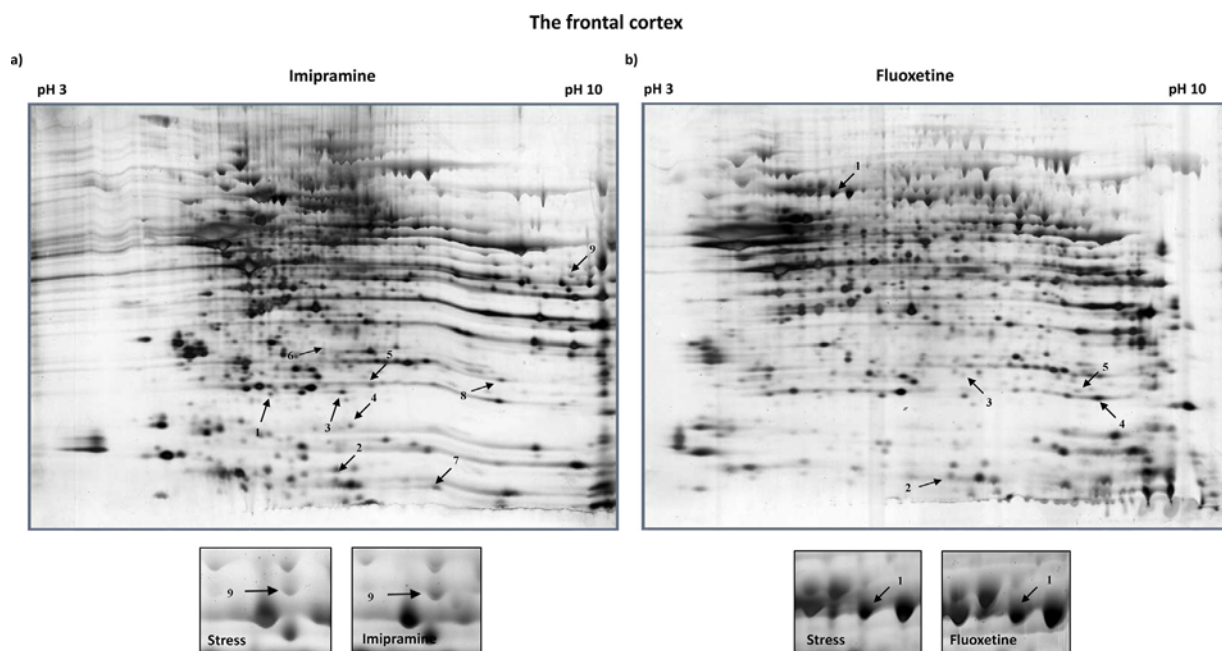 The frontal cortex
a)
Imipramine
pH 3
pH 10
9
6
5
8
1
3
4
2
7
b)
Fluoxetine
pH 3
pH 10
1
5
3
4
2
9
Stress
9
Imipramine
1
Stress
1
Fluoxetine